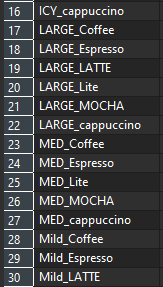 16 ICY_cappuccino
17 LARGE_Coffee
18 LARGE_Espresso
19 LARGE_LATTE
20 LARGE_Lite
21 LARGE_MOCHA
22 LARGE_cappuccino
23 MED_Coffee
24 MED_Espresso
25 MED_Lite
26 MED_MOCHA
27 MED_cappuccino
28 Mild_Coffee
29 Mild_Espresso
30 Mild_LATTE